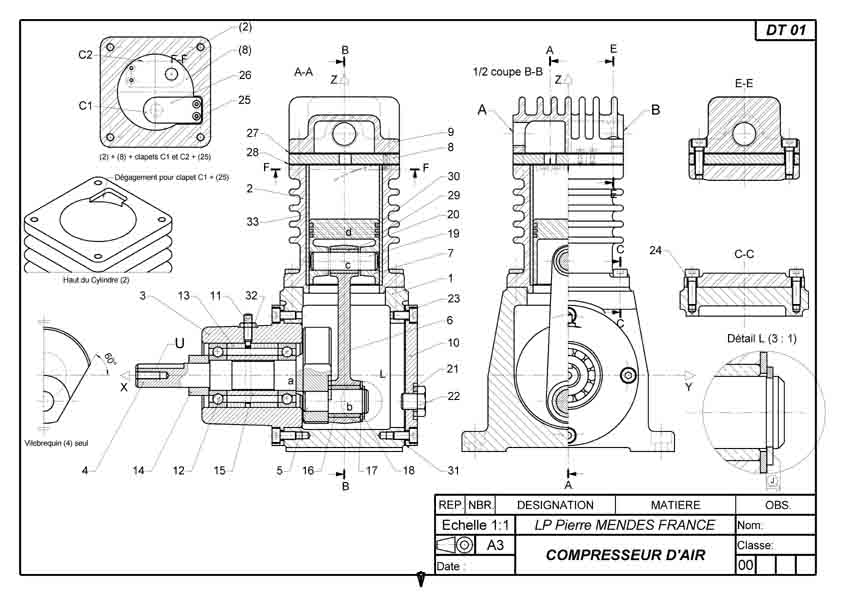 DT 01
C2
F-F
(2)
(8)
26
C1
25
(2) + (8) + clapets C1 et C2 + (25)
Dégagement pour clapet C1 + (25)
Haut du Cylindre (2)
B
A-A
Z
27
28
F
F
2
33
9
8
30
29
20
19
7
1
23
6
10
21
22
d
c
a
b
L
3
13
11
32
U
X
60°
Vilebrequin (4) seul
4
14
12
15
5
16
17
18
31
B
1/2 coupe B-B
A
E
Z
A
B
E
C
C
Y
A
E-E
C-C
24
Détail L (3 : 1)
J
REP.
NBR.
DESIGNATION
MATIERE
OBS.
Echelle 1:1
LP Pierre MENDES FRANCE
Nom:
A3
COMPRESSEUR D'AIR
Classe:
Date :
00